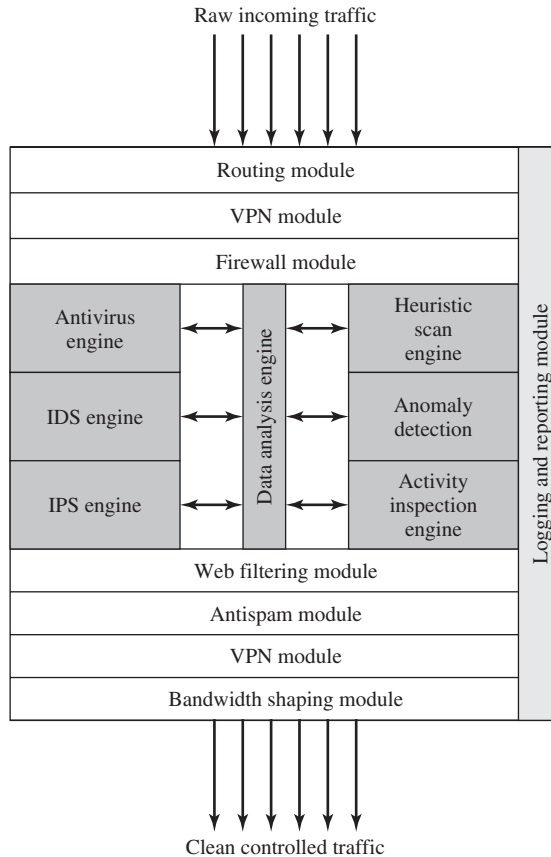 Raw incoming traffic
Routing module
VPN module
Firewall module
Antivirus
engine
Heuristic
scan
engine
IDS engine
Anomaly
detection
IPS engine
Activity
inspection
engine
Data analysis engine
Web filtering module
Antispam module
VPN module
Bandwidth shaping module
Logging and reporting module
Clean controlled traffic